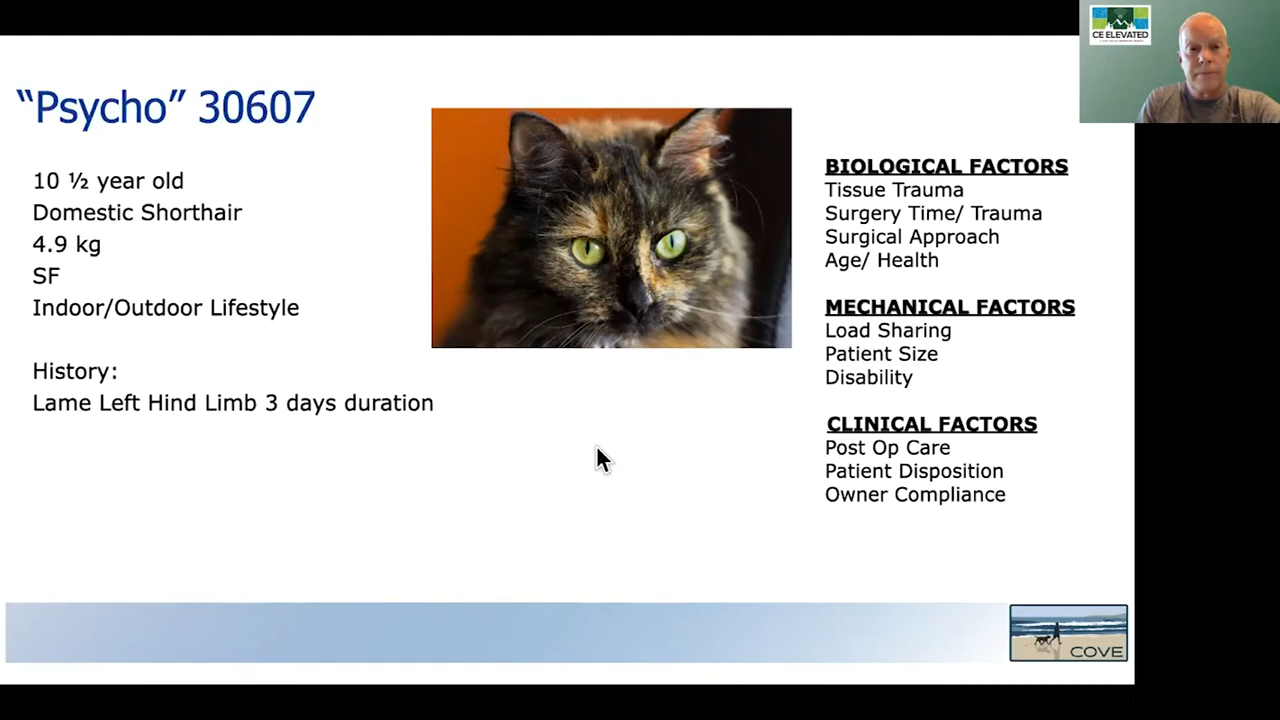 “Psycho” 30607
10 ½ year old
Domestic Shorthair
4.9 kg
SF
Indoor/Outdoor Lifestyle
History:
Lame Left Hind Limb 3 days duration
BIOLOGICAL FACTORS
Tissue Trauma
Surgery Time/ Trauma
Surgical Approach
Age/ Health
MECHANICAL FACTORS
Load Sharing
Patient Size
Disability
CLINICAL FACTORS
Post Op Care
Patient Disposition
Owner Compliance
CE ELEVATED
COVE